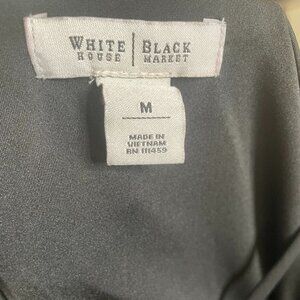 WHITE | BLACK
HOUSE | MARKET
M
MADE IN
VIETNAM
RN 111459